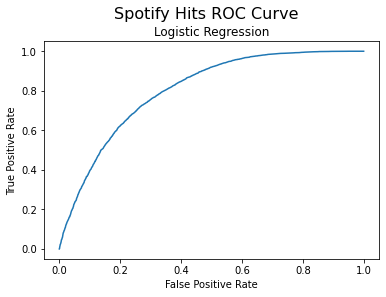 Spotify Hits ROC Curve
Logistic Regression
1.0
0.8
0.6
0.4
0.2
0.0
True Positive Rate
0.0 0.2 0.4 0.6 0.8 1.0
False Positive Rate